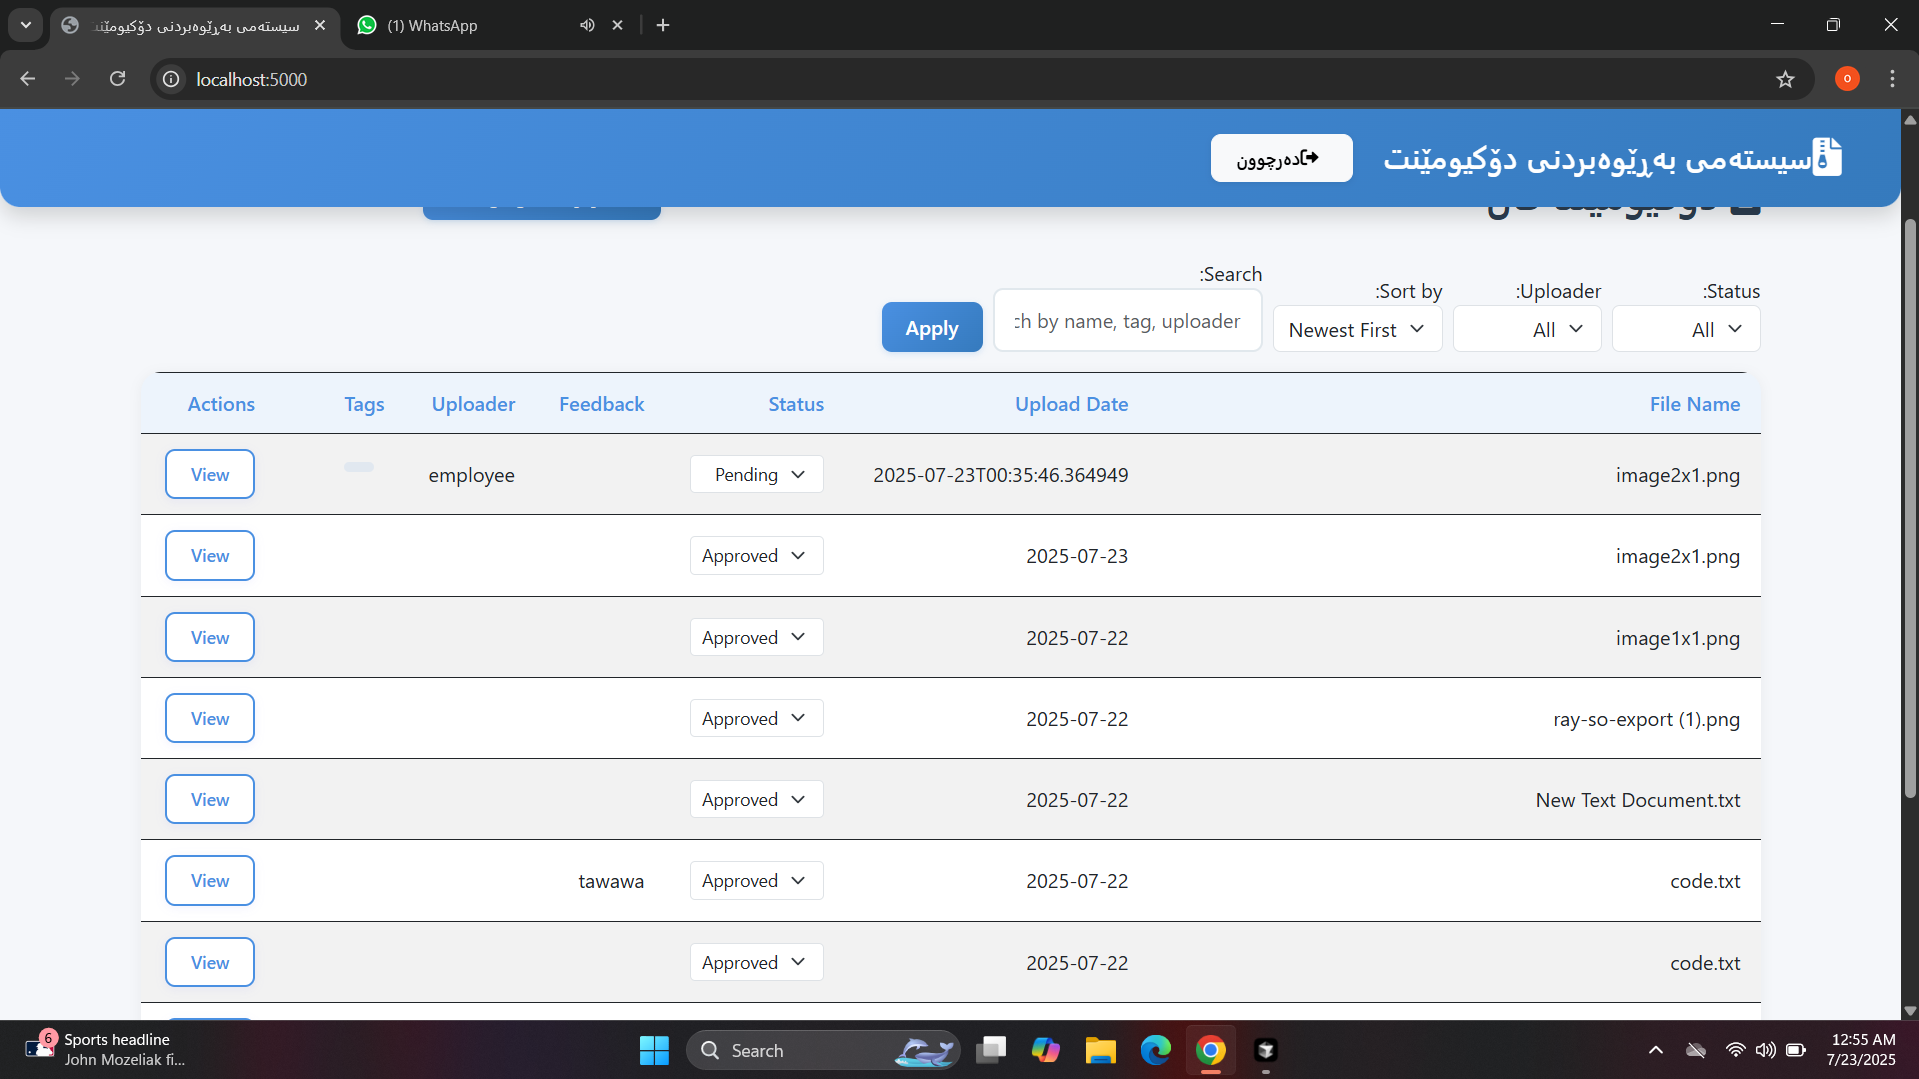 سیستەمی بەڕێوەبردنی دۆکیومێنت
(1) WhatsApp
localhost:5000
O
سیستەمی بەڕێوەبردنی دۆکیومێنت
دەرچوون
Status:
Uploader:
Sort by:
Search:
All
All
Newest First
ch by name, tag, uploader
Apply
File Name Upload Date Status Feedback Uploader Tags Actions
image2x1.png 2025-07-23T00:35:46.364949 Pending employee View
image2x1.png 2025-07-23 Approved View
image1x1.png 2025-07-22 Approved View
ray-so-export (1).png 2025-07-22 Approved View
New Text Document.txt 2025-07-22 Approved View
code.txt 2025-07-22 Approved tawawa View
code.txt 2025-07-22 Approved View
6
Sports headline
John Mozeliak fi...
Search
12:55 AM
7/23/2025